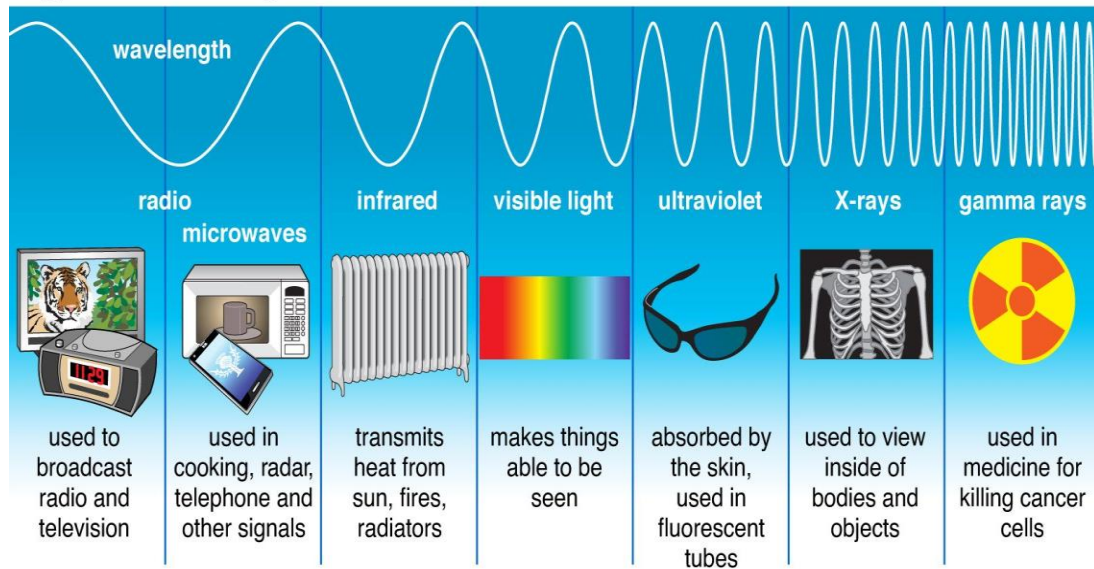 wavelength
radio
microwaves
infrared
visible light
ultraviolet
X-rays
gamma rays
11:29
used to
broadcast
radio and
television
used in
cooking, radar,
telephone and
other signals
transmits
heat from
sun, fires,
radiators
makes things
able to be
seen
absorbed by
the skin,
used in
fluorescent
tubes
used to view
inside of
bodies and
objects
used in
medicine for
killing cancer
cells